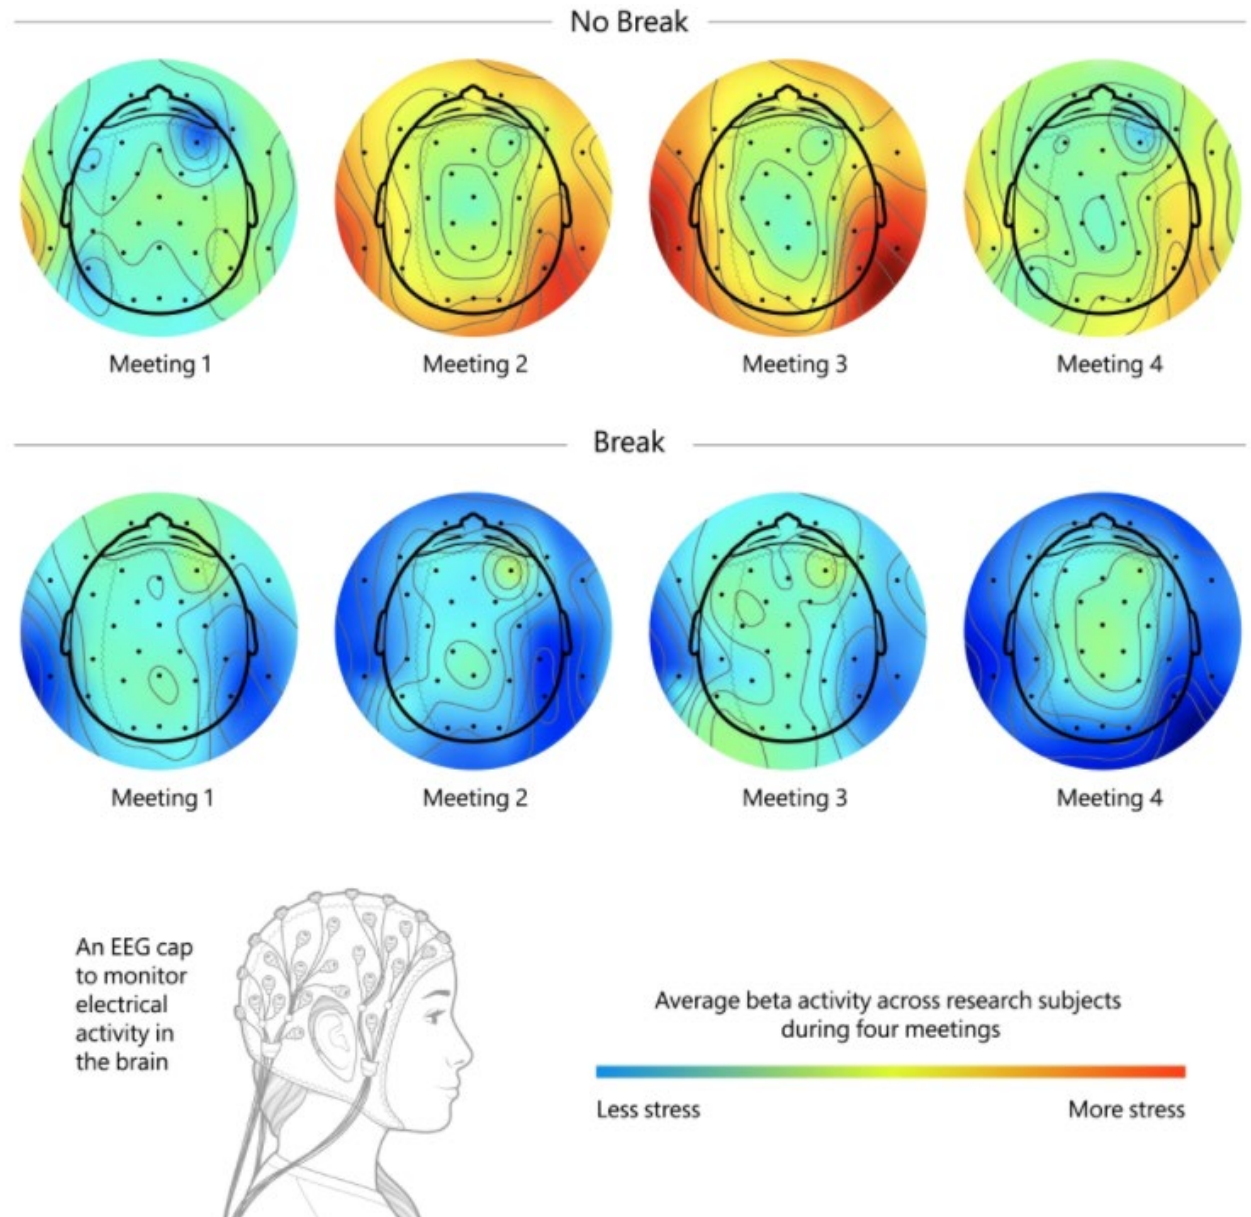 No Break
Meeting 1
Meeting 2
Meeting 3
Meeting 4
Break
Meeting 1
Meeting 2
Meeting 3
Meeting 4
An EEG cap
to monitor
electrical
activity in
the brain
Average beta activity across research subjects
during four meetings
Less stress
More stress